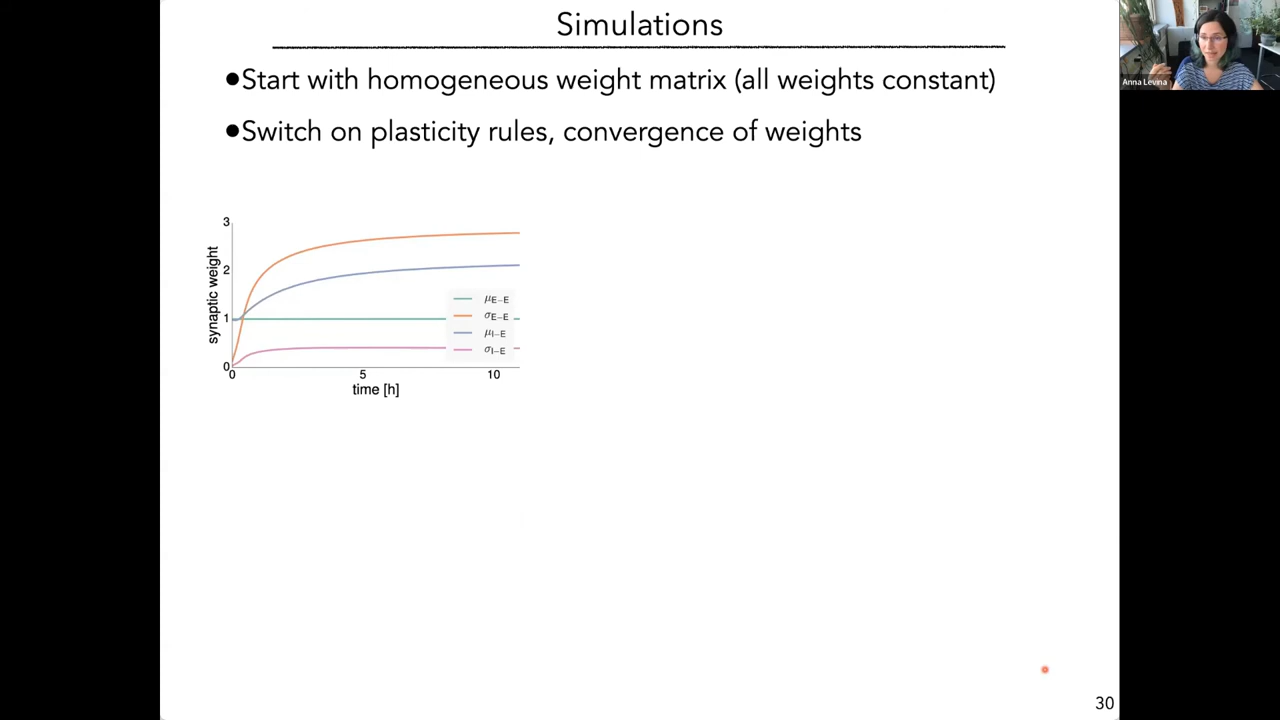 Simulations
●Start with homogeneous weight matrix (all weights constant)
●Switch on plasticity rules, convergence of weights
Anna Levina
synaptic weight
3
2
1
0
μE−E
σE−E
μI−E
σI−E
0 5 10
time [h]
30